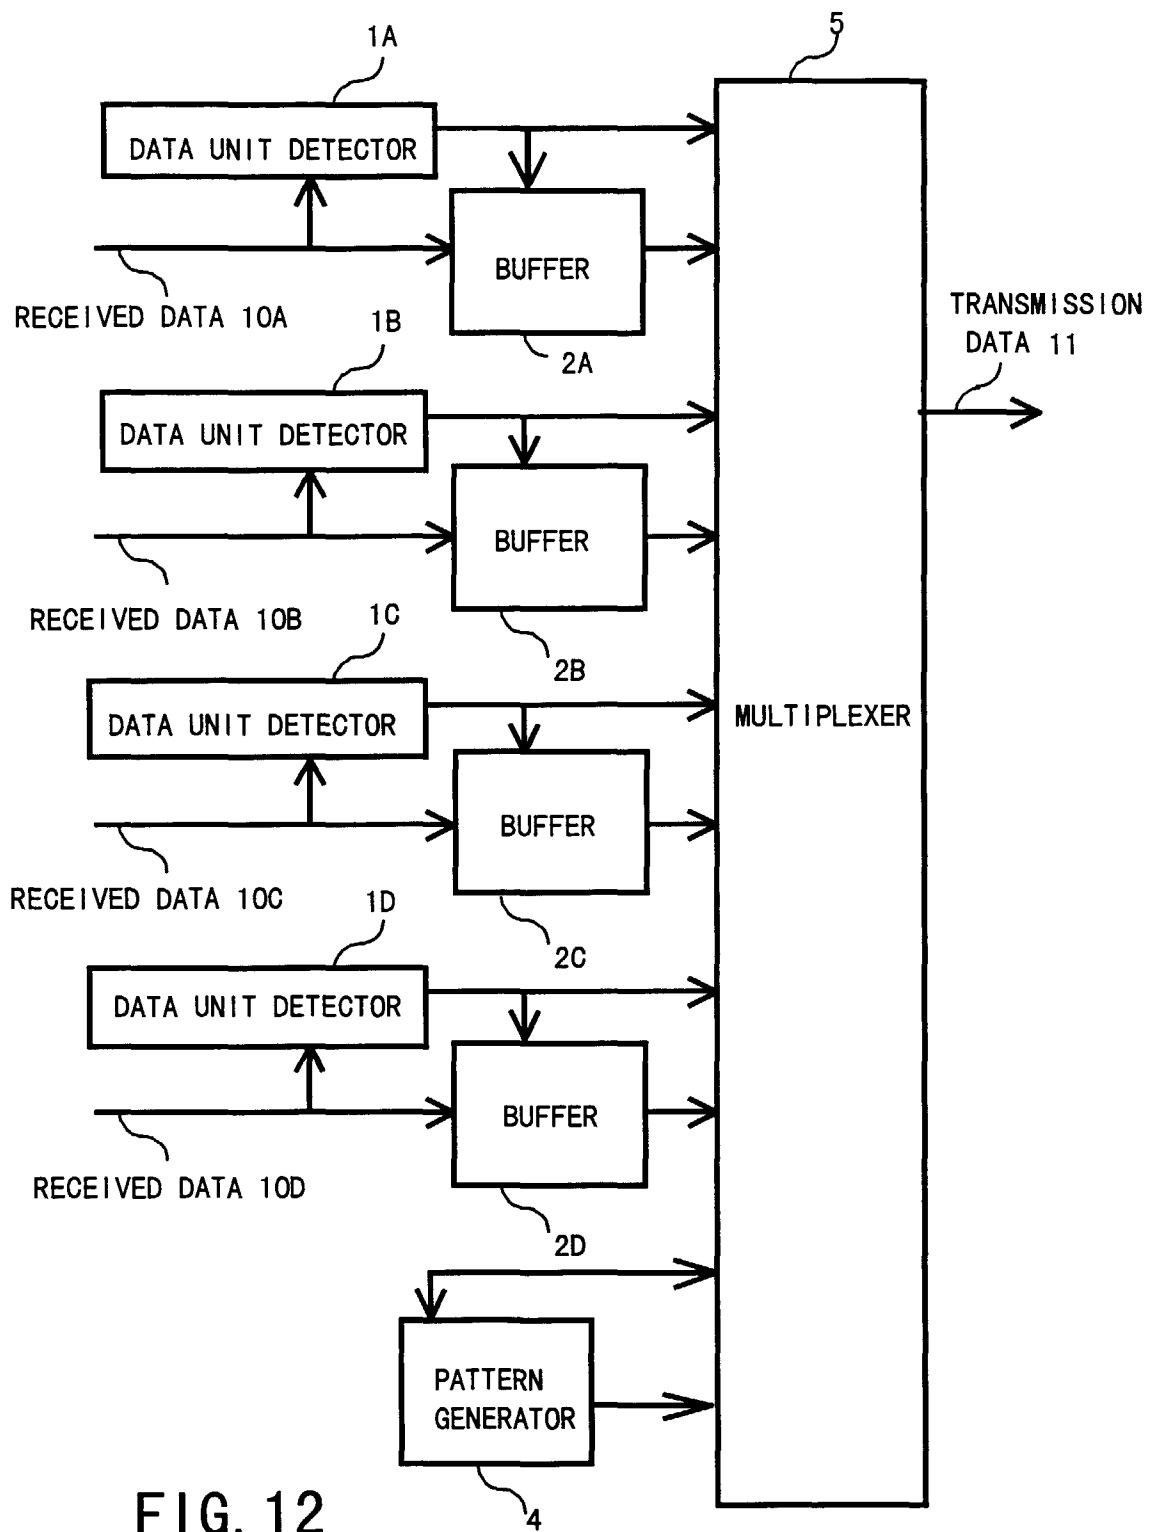 5
1A
DATA UNIT DETECTOR
BUFFER
RECEIVED DATA 10A
2A
TRANSMISSION
DATA 11
1B
DATA UNIT DETECTOR
BUFFER
RECEIVED DATA 10B
2B
1C
DATA UNIT DETECTOR
MULTIPLEXER
BUFFER
RECEIVED DATA 10C
2C
1D
DATA UNIT DETECTOR
BUFFER
RECEIVED DATA 10D
2D
PATTERN
GENERATOR
4
FIG. 12